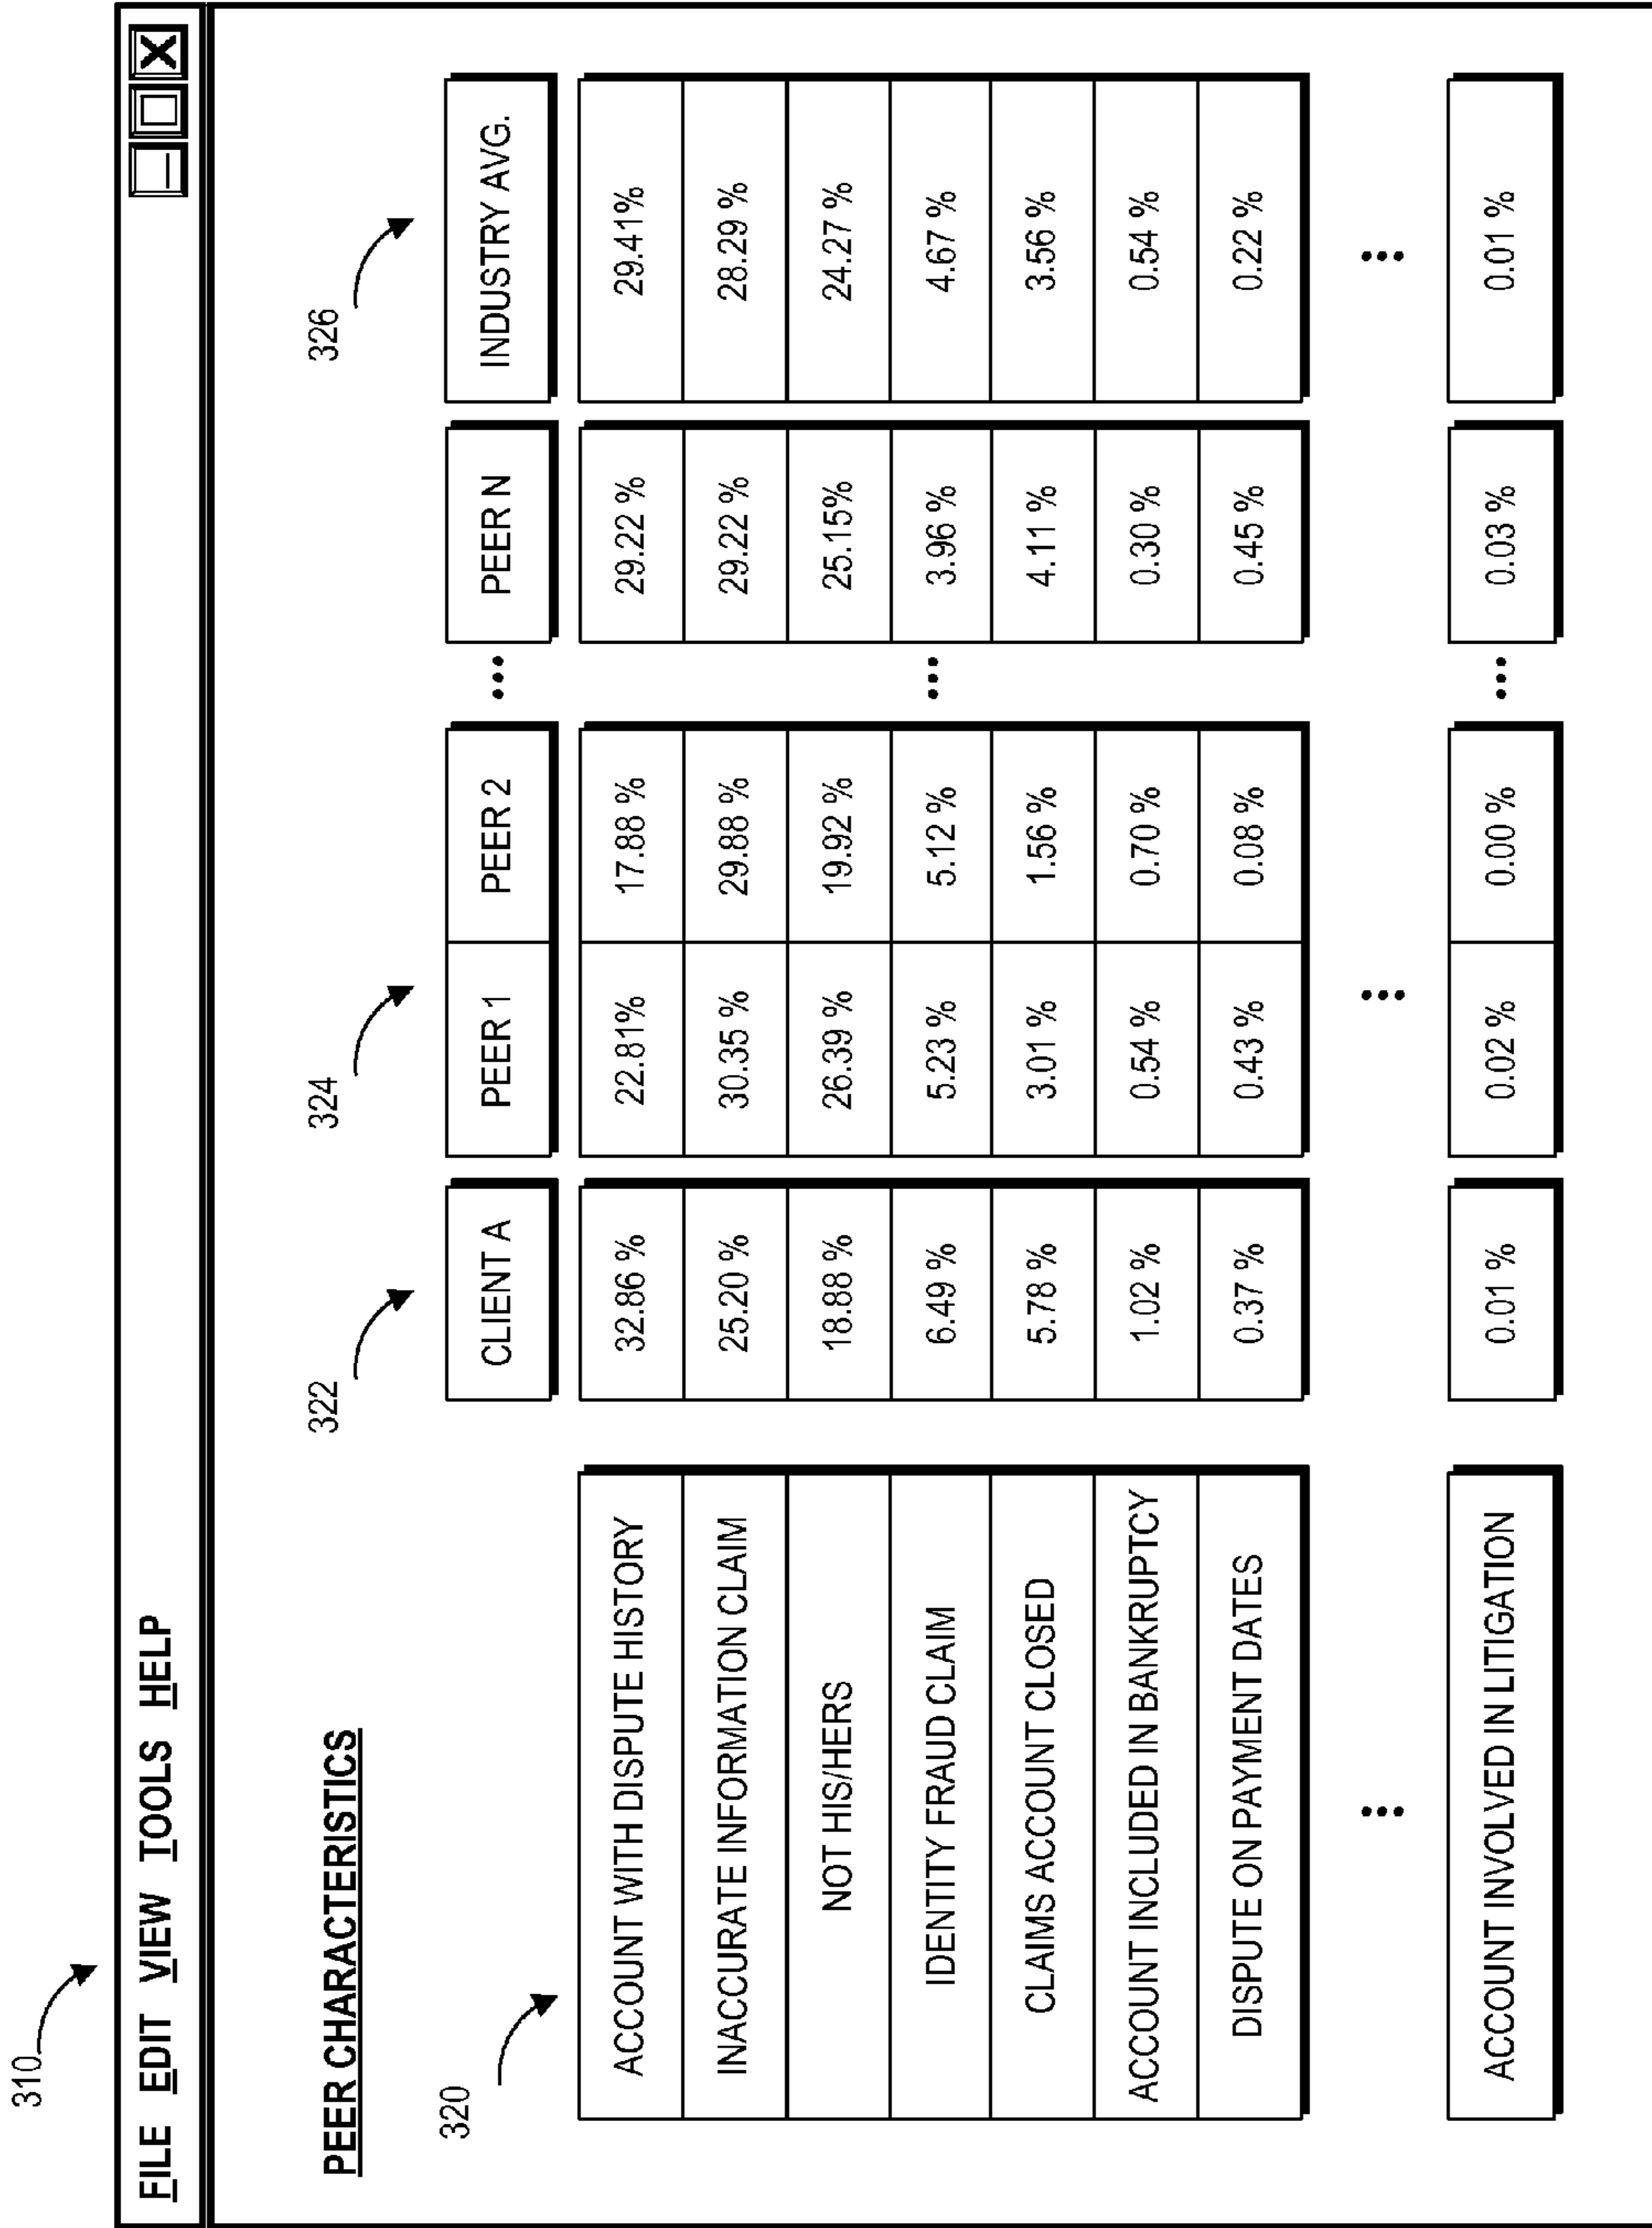 310
FILE EDIT VIEW TOOLS HELP
PEER CHARACTERISTICS
320 322 324 326
CLIENT A PEER 1 PEER 2 ... PEER N INDUSTRY AVG.
ACCOUNT WITH DISPUTE HISTORY 32.86 % 22.81% 17.88 % 29.22 % 29.41%
INACCURATE INFORMATION CLAIM 25.20 % 30.35 % 29.88 % 29.22 % 28.29 %
NOT HIS/HERS 18.88 % 26.39 % 19.92 % 25.15% 24.27 %
IDENTITY FRAUD CLAIM 6.49 % 5.23 % 5.12 % ... 3.96 % 4.67 %
CLAIMS ACCOUNT CLOSED 5.78 % 3.01 % 1.56 % 4.11 % 3.56 %
ACCOUNT INCLUDED IN BANKRUPTCY 1.02 % 0.54 % 0.70 % 0.30 % 0.54 %
DISPUTE ON PAYMENT DATES 0.37 % 0.43 % 0.08 % 0.45 % 0.22 %
... ... ...
ACCOUNT INVOLVED IN LITIGATION 0.01 % 0.02 % 0.00 % ... 0.03 % 0.01 %